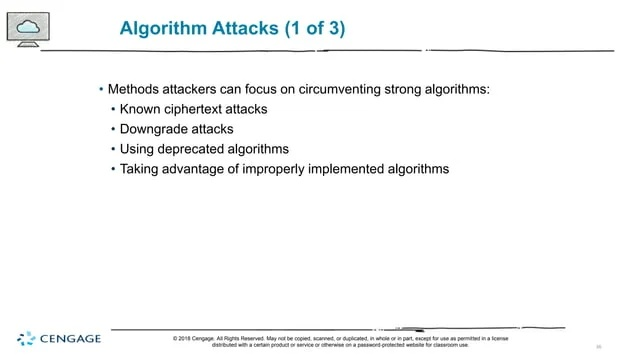 Algorithm Attacks (1 of 3)
• Methods attackers can focus on circumventing strong algorithms:
• Known ciphertext attacks
• Downgrade attacks
• Using deprecated algorithms
• Taking advantage of improperly implemented algorithms
CENGAGE
© 2018 Cengage. All Rights Reserved. May not be copied, scanned, or duplicated, in whole or in part, except for use as permitted in a license
distributed with a certain product or service or otherwise on a password-protected website for classroom use.